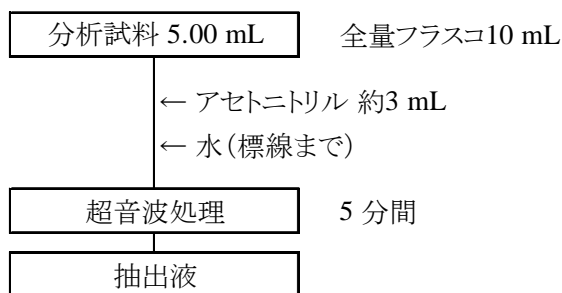 分析試料 5.00 mL 全量フラスコ10 mL
← アセトニトリル 約3 mL
← 水(標線まで)
超音波処理 5 分間
抽出液